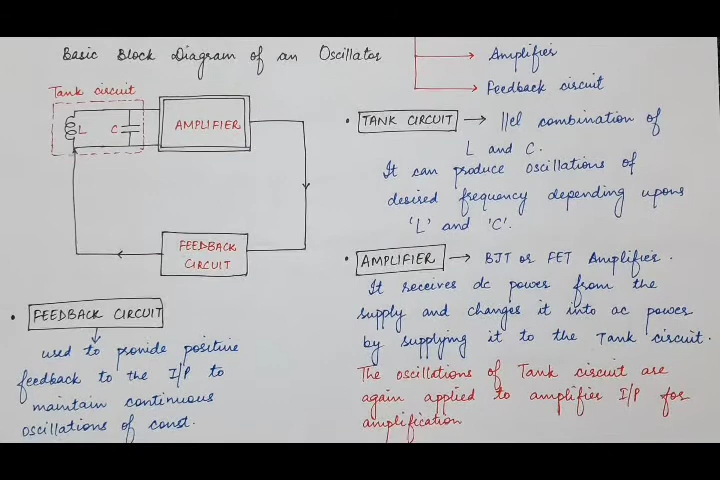 Basic Block Diagram of an Oscillator
Tank circuit
L
C
AMPLIFIER
FEEDBACK
CIRCUIT
• FEEDBACK CIRCUIT
used to provide positive
feedback to the I/P to
maintain continuous
oscillations of const.
Amplifier
Feedback circuit
• TANK CIRCUIT → ||el combination of
L and C.
It can produce oscillations of
desired frequency depending upons
'L' and 'C'.
• AMPLIFIER → BJT or FET Amplifier.
It receives dc power from the
supply and changes it into ac power
by supplying it to the Tank circuit.
The oscillations of Tank circuit are
again applied to amplifier I/P for
amplification